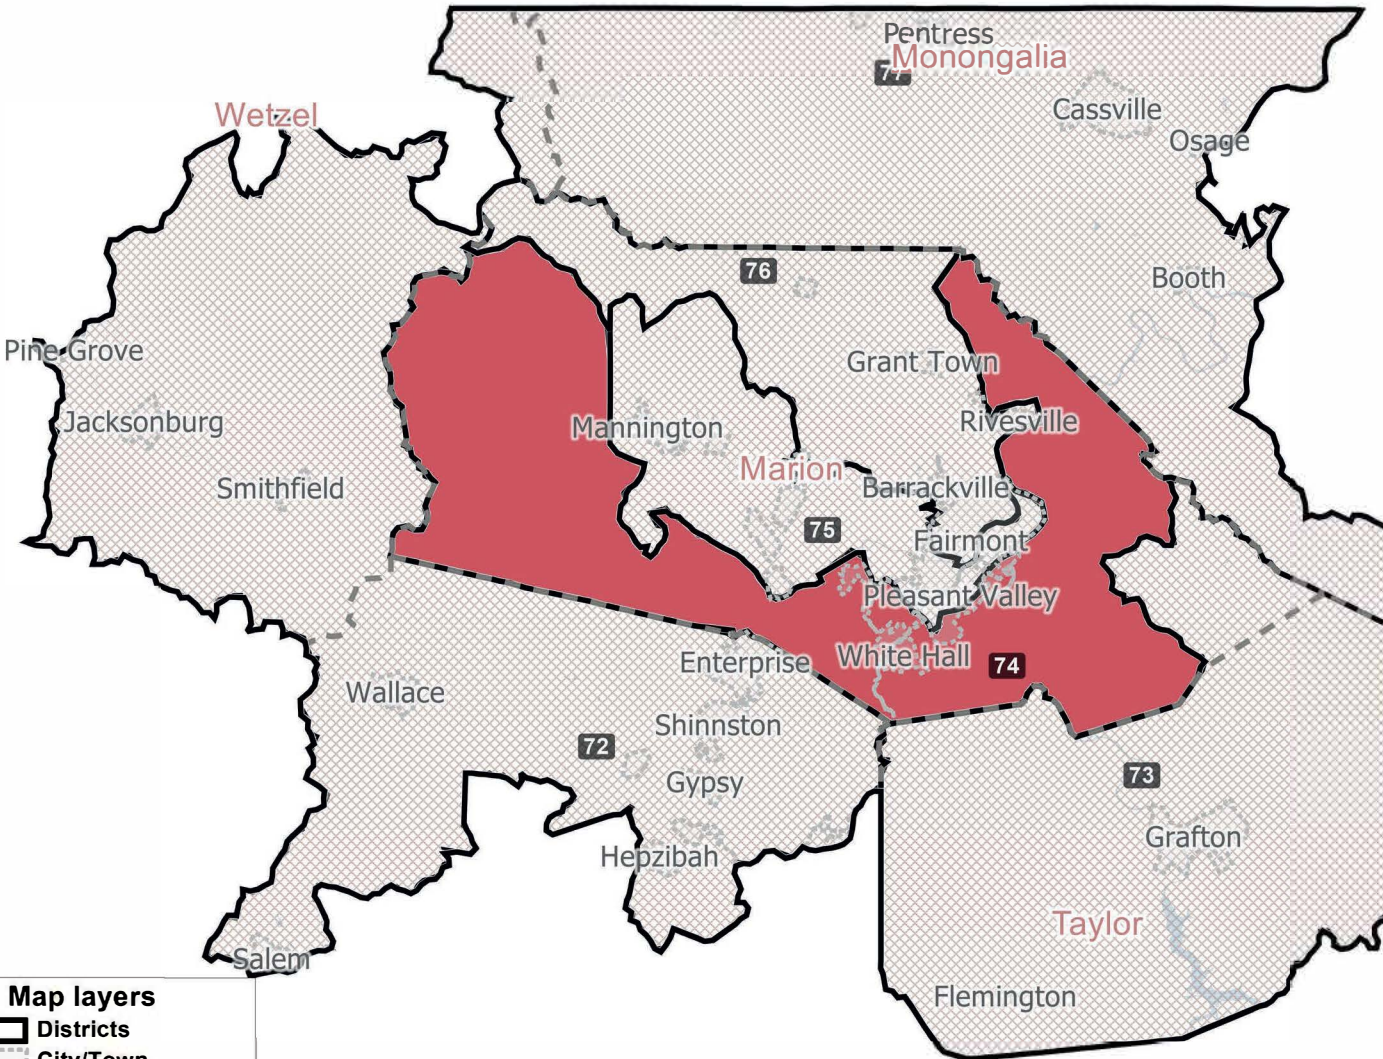 Pentress
Monongalia
77
Cassville
Wetzel
Osage
76
Booth
Pine Grove
Grant Town
Jacksonburg
Mannington
Rivesville
Marion
Smithfield
Barrackville
75
Fairmont
Pleasant Valley
Enterprise
White Hall
74
Wallace
Shinnston
72
Gypsy
73
Grafton
Hepzibah
Taylor
Salem
Flemington
Map layers
Districts
City/Town